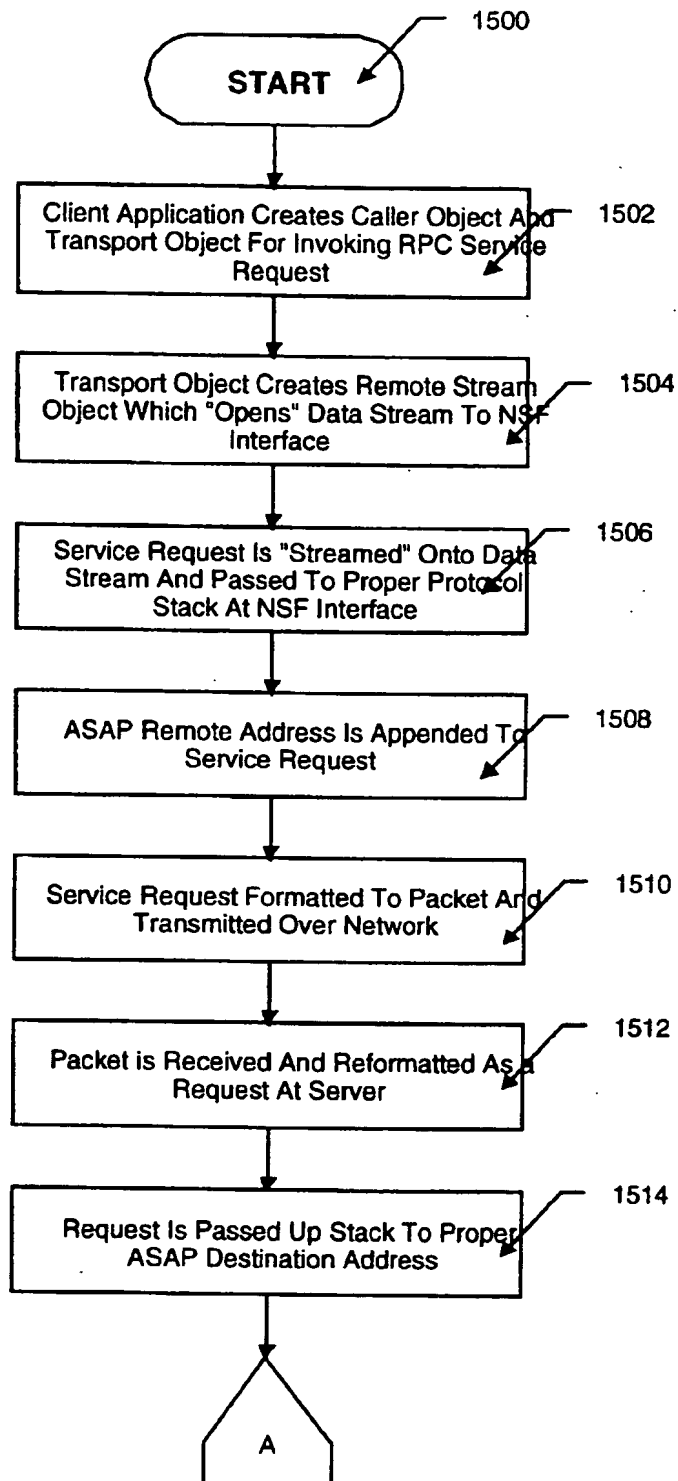 1500
START
Client Application Creates Caller Object And
Transport Object For Invoking RPC Service
Request
1502
Transport Object Creates Remote Stream
Object Which "Opens" Data Stream To NSF
Interface
1504
Service Request Is "Streamed" Onto Data
Stream And Passed To Proper Protocol
Stack At NSF Interface
1506
ASAP Remote Address Is Appended To
Service Request
1508
Service Request Formatted To Packet And
Transmitted Over Network
1510
Packet is Received And Reformatted As a
Request At Server
1512
Request Is Passed Up Stack To Proper
ASAP Destination Address
1514
A